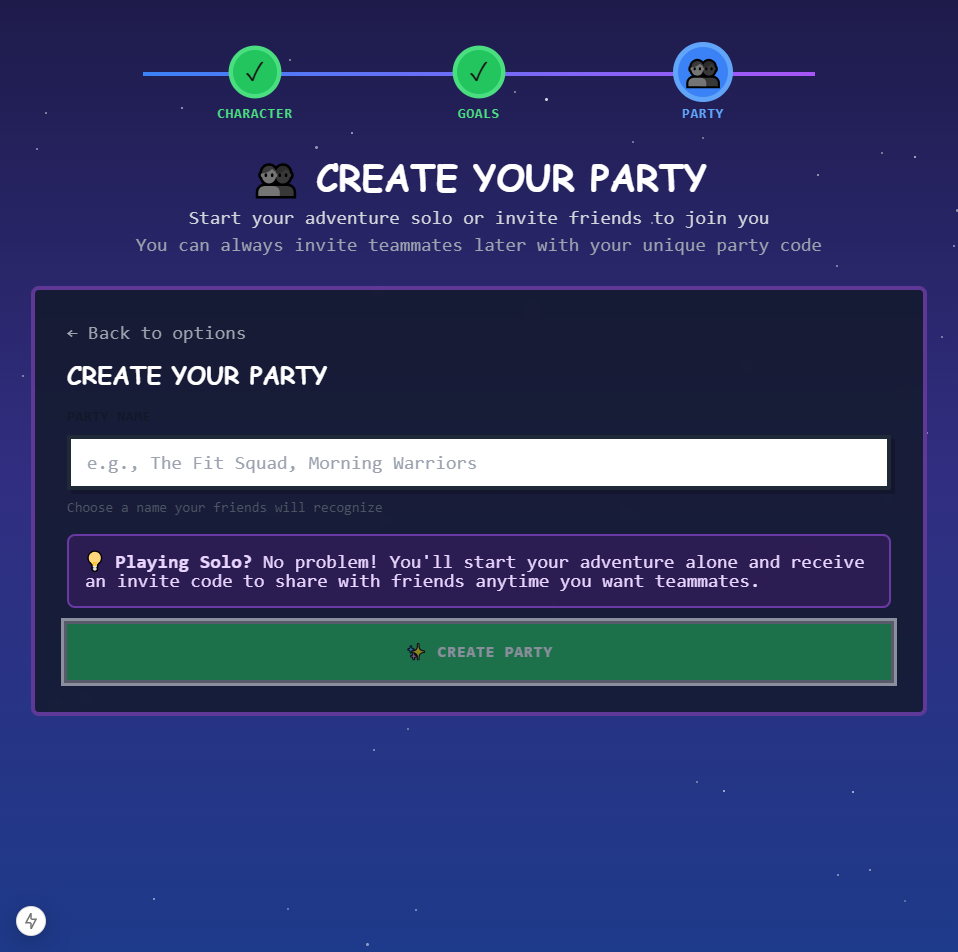 CHARACTER
GOALS
PARTY
CREATE YOUR PARTY
Start your adventure solo or invite friends to join you
You can always invite teammates later with your unique party code
← Back to options
CREATE YOUR PARTY
PARTY NAME
e.g., The Fit Squad, Morning Warriors
Choose a name your friends will recognize
Playing Solo? No problem! You'll start your adventure alone and receive
an invite code to share with friends anytime you want teammates.
CREATE PARTY